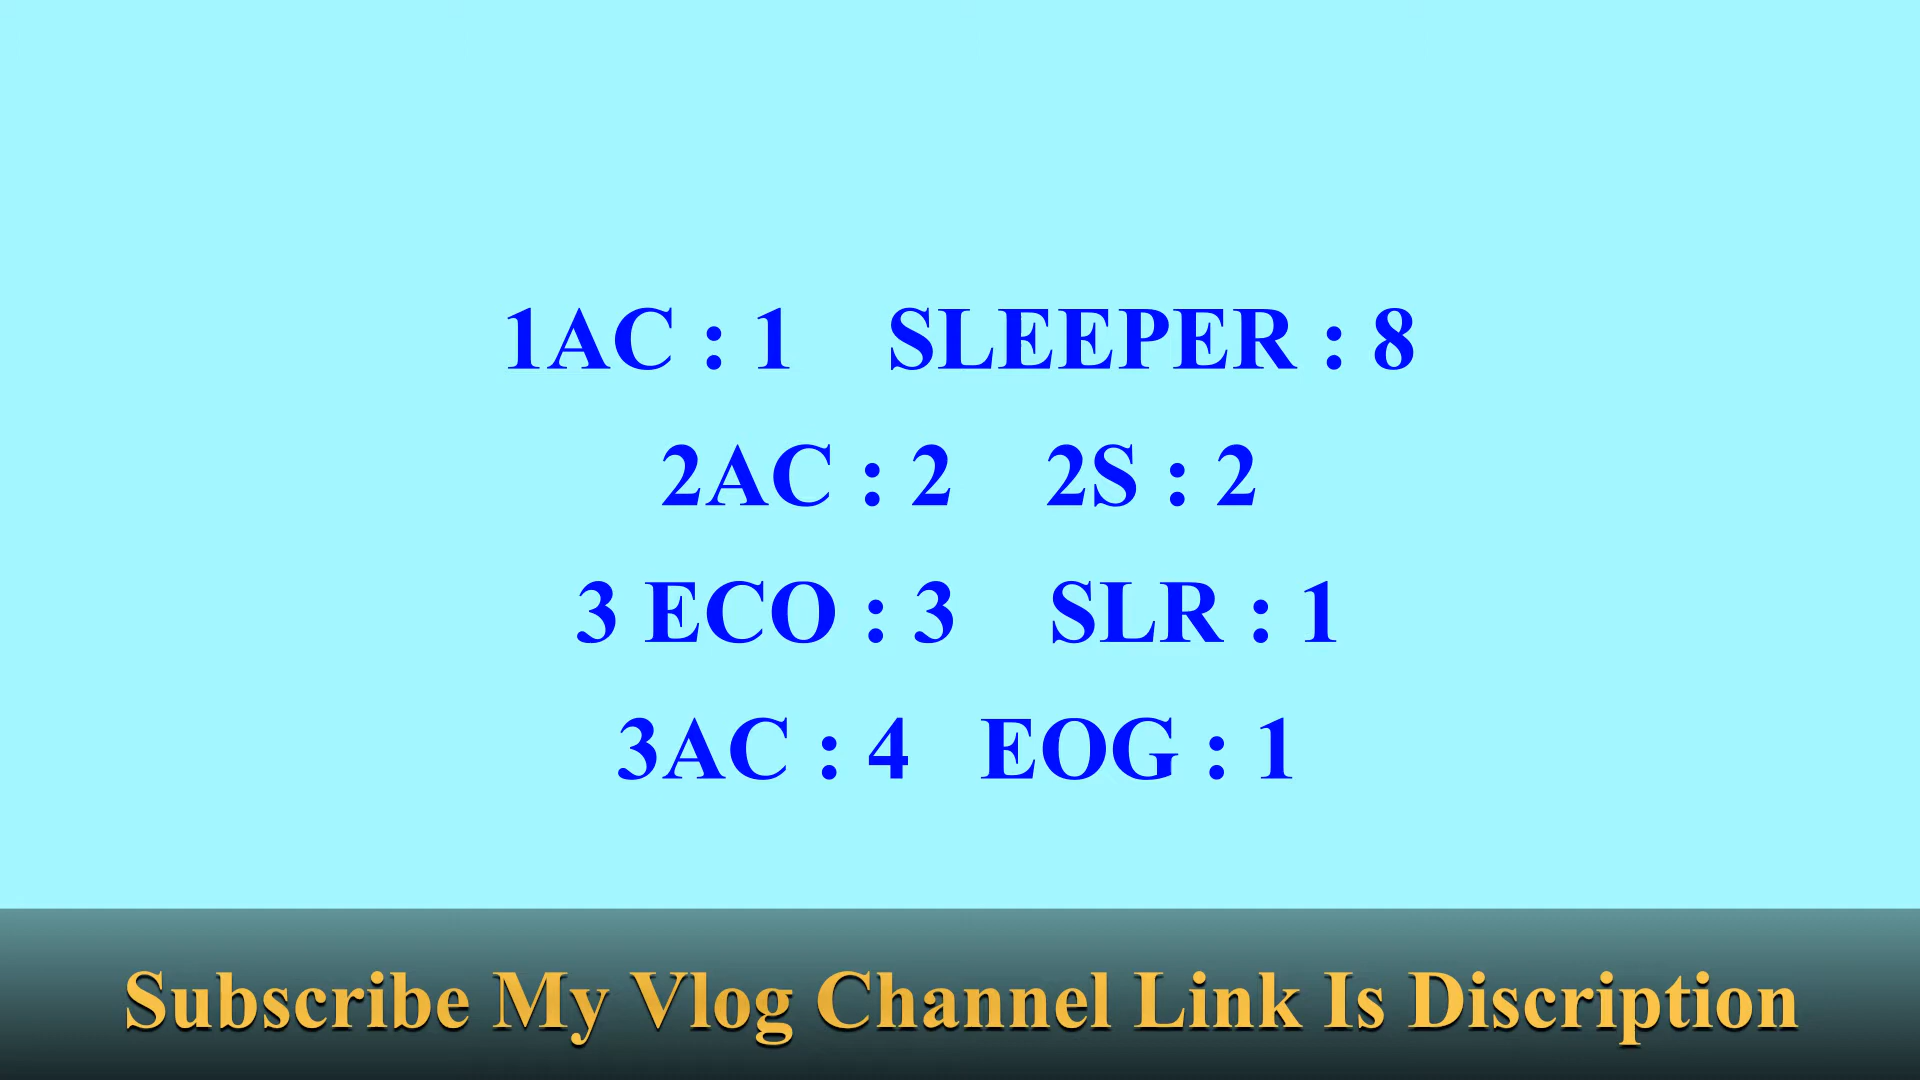 1AC : 1 SLEEPER : 8
2AC : 2 2S : 2
3 ECO : 3 SLR : 1
3AC : 4 EOG : 1
Subscribe My Vlog Channel Link Is Discription